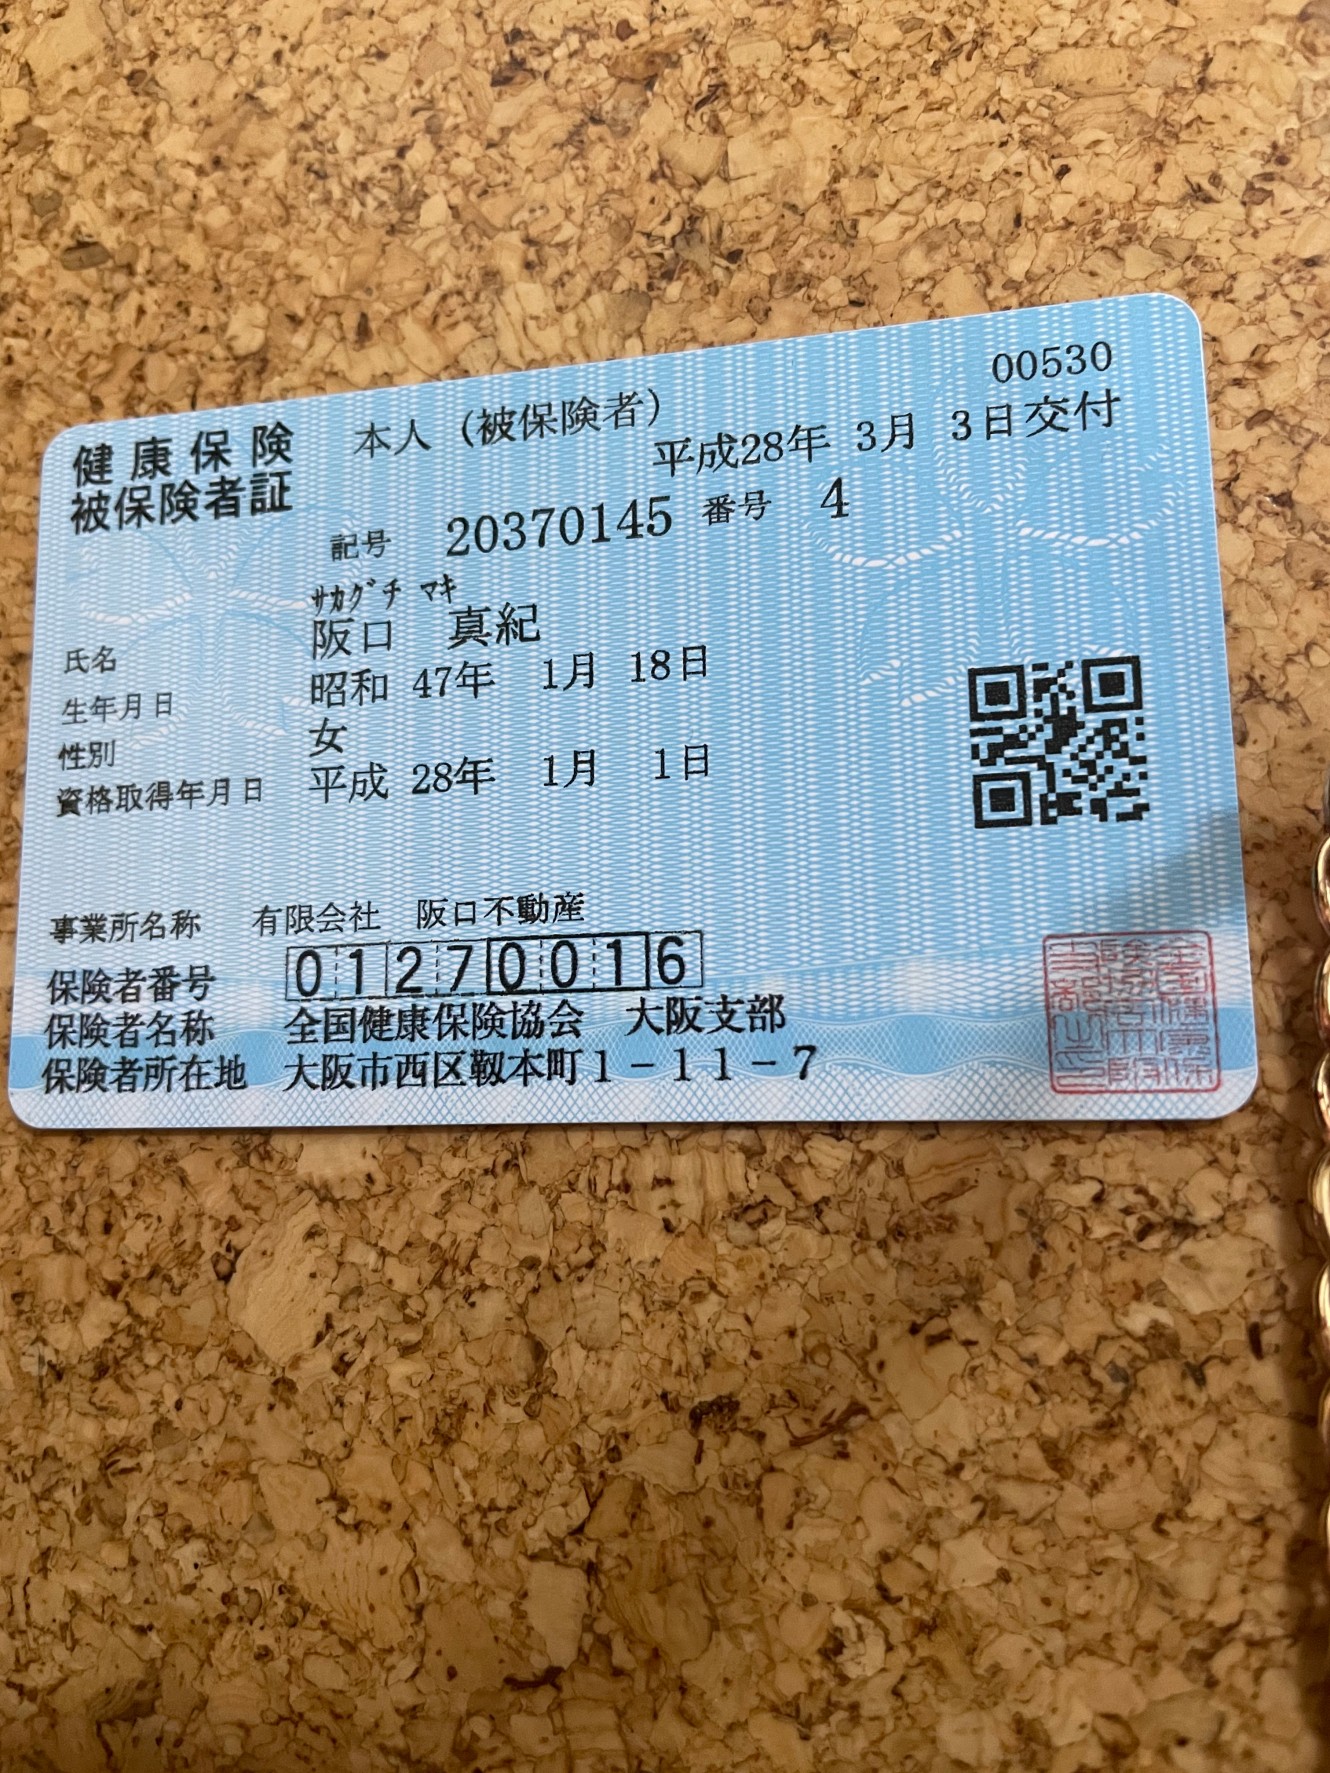 00530
健康保険 本人（被保険者）
被保険者証 平成28年 3月 3日交付
記号 20370145 番号 4
ｻｶｸﾞﾁ ﾏｷ
氏名 阪口 真紀
生年月日 昭和 47年 1月 18日
性別 女
資格取得年月日 平成 28年 1月 1日
事業所名称 有限会社 阪口不動産
保険者番号 01270016
保険者名称 全国健康保険協会 大阪支部
保険者所在地 大阪市西区靱本町1－11－7